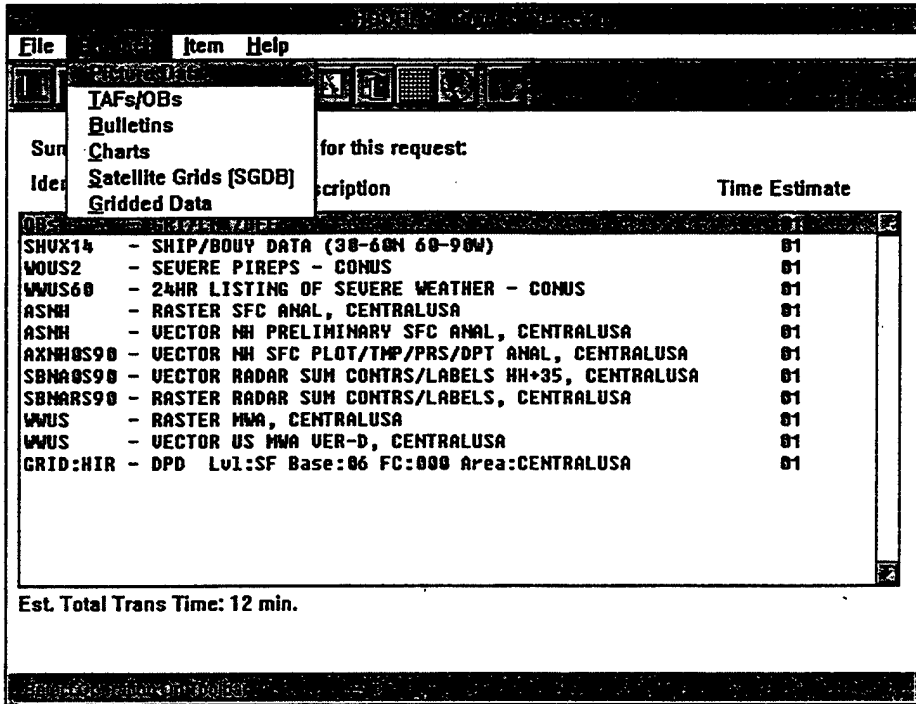 File Item Help
TAFs/OBs
Bulletins
Sun Charts for this request:
Iden Satellite Grids (SGDB) scription Time Estimate
Gridded Data
SHVX14 - SHIP/BOUY DATA (30-60N 60-90W) 01
WOUS2 - SEVERE PIREPS - CONUS 01
WWUS60 - 24HR LISTING OF SEVERE WEATHER - CONUS 01
ASNH - RASTER SFC ANAL, CENTRALUSA 01
ASNH - VECTOR NH PRELIMINARY SFC ANAL, CENTRALUSA 01
AXNH0S90 - VECTOR NH SFC PLOT/TMP/PRS/DPT ANAL, CENTRALUSA 01
SBNA0S90 - VECTOR RADAR SUM CONTRS/LABELS HH+35, CENTRALUSA 01
SBNARS90 - RASTER RADAR SUM CONTRS/LABELS, CENTRALUSA 01
WWUS - RASTER MWA, CENTRALUSA 01
WWUS - VECTOR US MWA VER-D, CENTRALUSA 01
GRID:HIR - DPD Lvl:SF Base:06 FC:000 Area:CENTRALUSA 01
Est. Total Trans Time: 12 min.